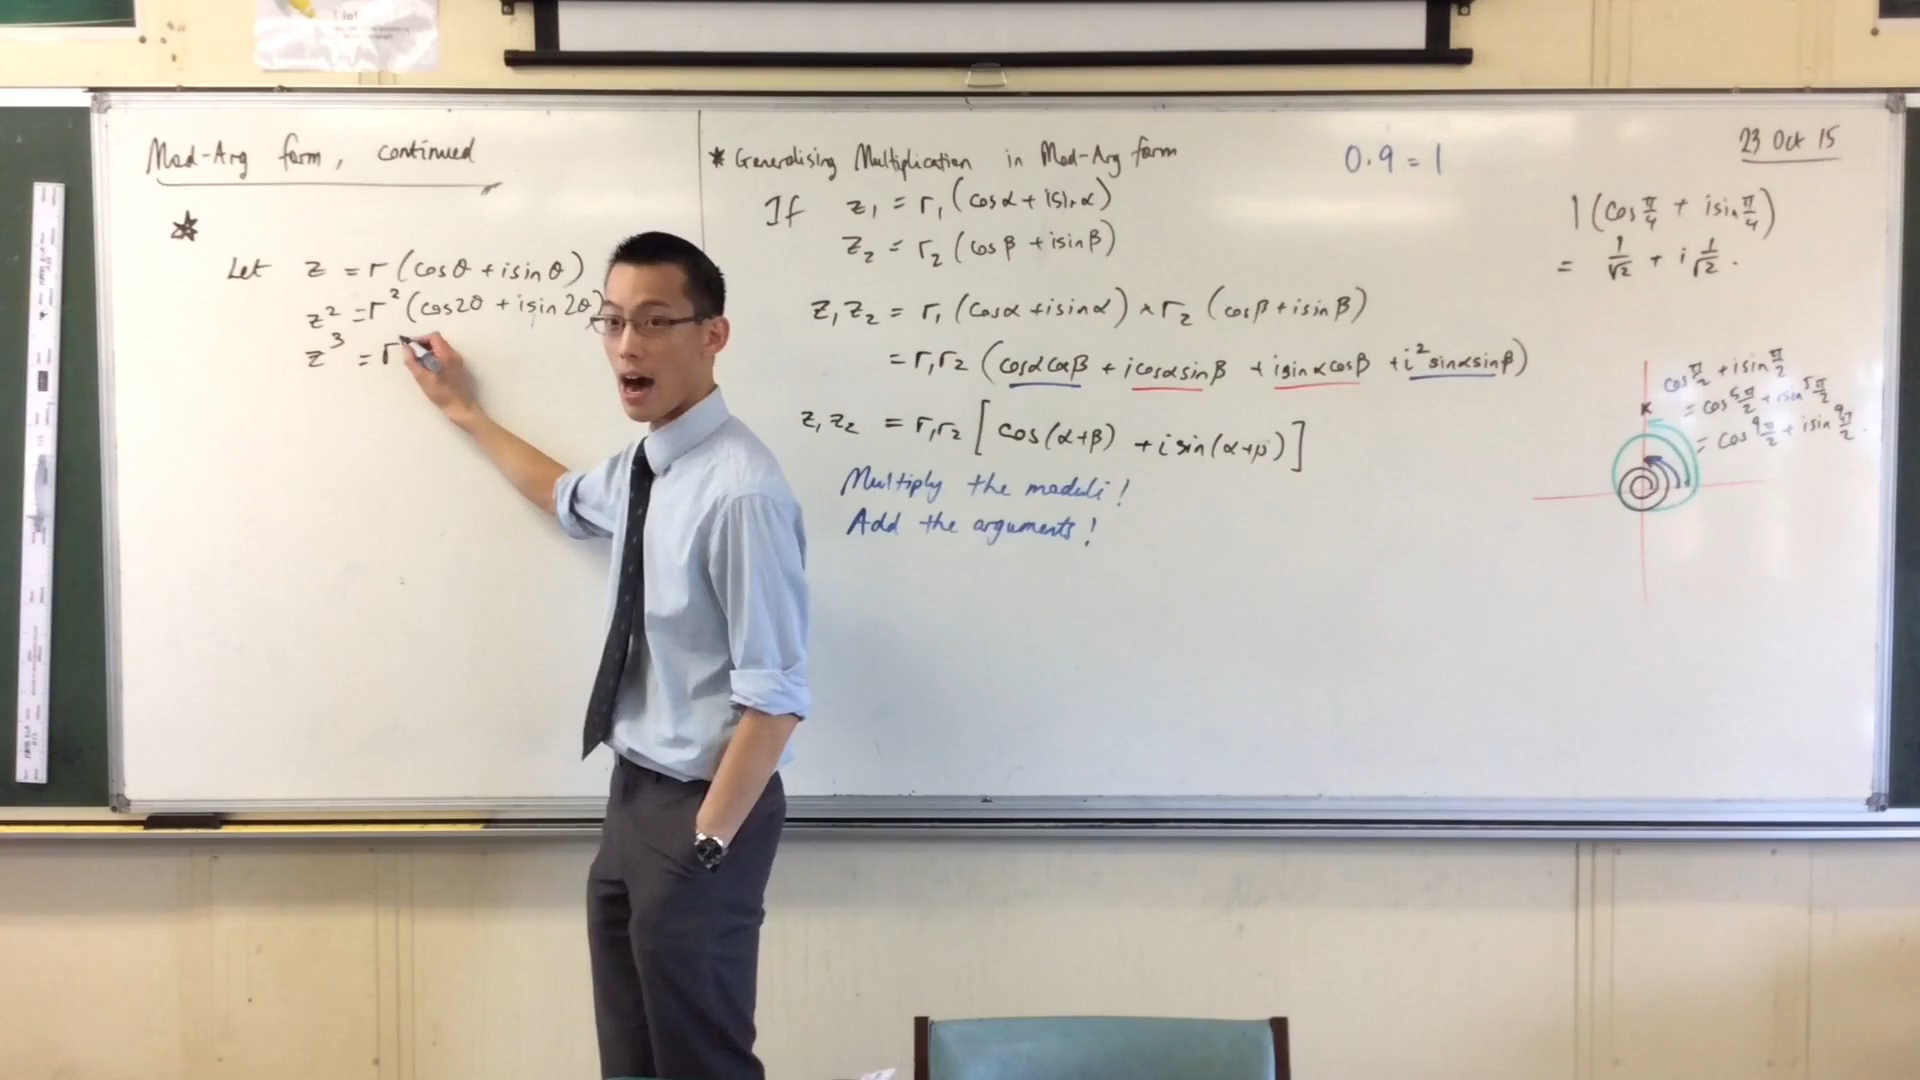 Mod-Arg form, continued
Let z = r (cosθ + isinθ)
z² = r² (cos2θ + isin2θ)
z³ = r
* Generalising Multiplication in Mod-Arg form
If z₁ = r₁ (cosα + isinα)
z₂ = r₂ (cosβ + isinβ)
z₁z₂ = r₁ (cosα + isinα) × r₂ (cosβ + isinβ)
= r₁r₂ (cosαcosβ + icosαsinβ + isinαcosβ + i²sinαsinβ)
z₁z₂ = r₁r₂ [cos(α+β) + isin(α+β)]
Multiply the moduli!
Add the arguments!
0.9 = 1
23 Oct 15
1 (cos π/4 + isin π/4)
= 1/√2 + i 1/√2.
cos π/2 + isin π/2
= cos 5π/2 + isin 5π/2
= cos 9π/2 + isin 9π/2.